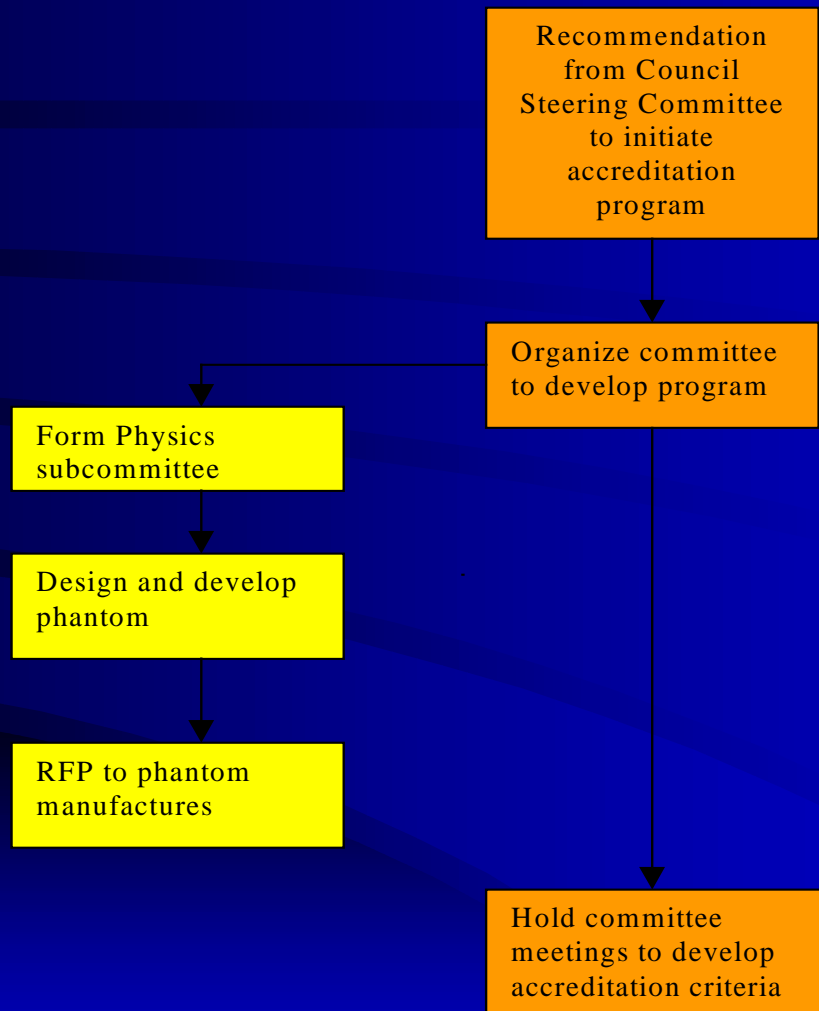 Recommendation
from Council
Steering Committee
to initiate
accreditation
program
Organize committee
to develop program
Form Physics
subcommittee
Design and develop
phantom
RFP to phantom
manufactures
Hold committee
meetings to develop
accreditation criteria